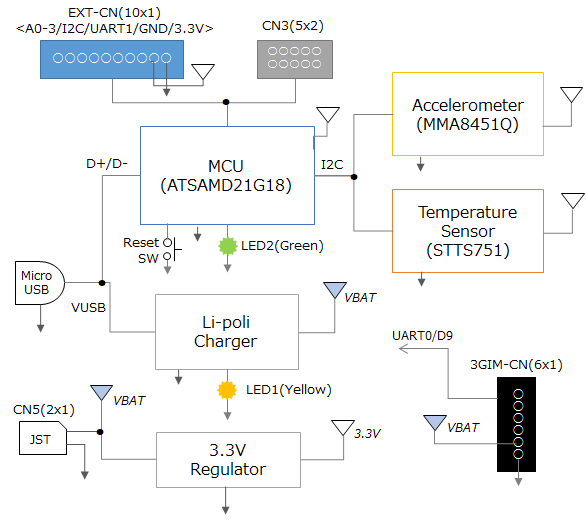 EXT-CN(10x1)
<A0-3/I2C/UART1/GND/3.3V>
CN3(5x2)
Accelerometer
(MMA8451Q)
MCU
(ATSAMD21G18)
D+/D-
I2C
Temperature
Sensor
(STTS751)
Reset
SW
LED2(Green)
Micro
USB
VUSB
VBAT
Li-poli
Charger
UART0/D9
3GIM-CN(6x1)
LED1(Yellow)
CN5(2x1)
VBAT
JST
3.3V
Regulator
3.3V
VBAT